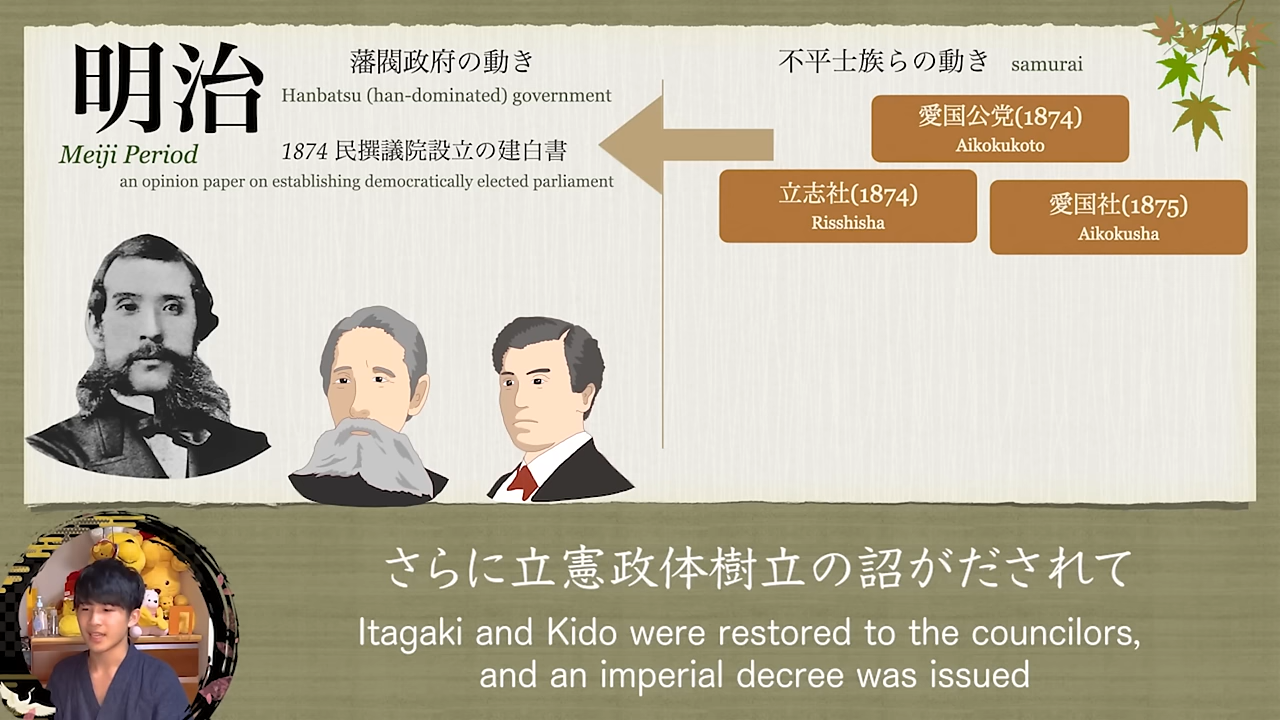 明治
Meiji Period
藩閥政府の動き
Hanbatsu (han-dominated) government
1874 民撰議院設立の建白書
an opinion paper on establishing democratically elected parliament
不平士族らの動き samurai
愛国公党(1874)
Aikokukoto
立志社(1874)
Risshisha
愛国社(1875)
Aikokusha
さらに立憲政体樹立の詔がだされて
Itagaki and Kido were restored to the councilors,
and an imperial decree was issued